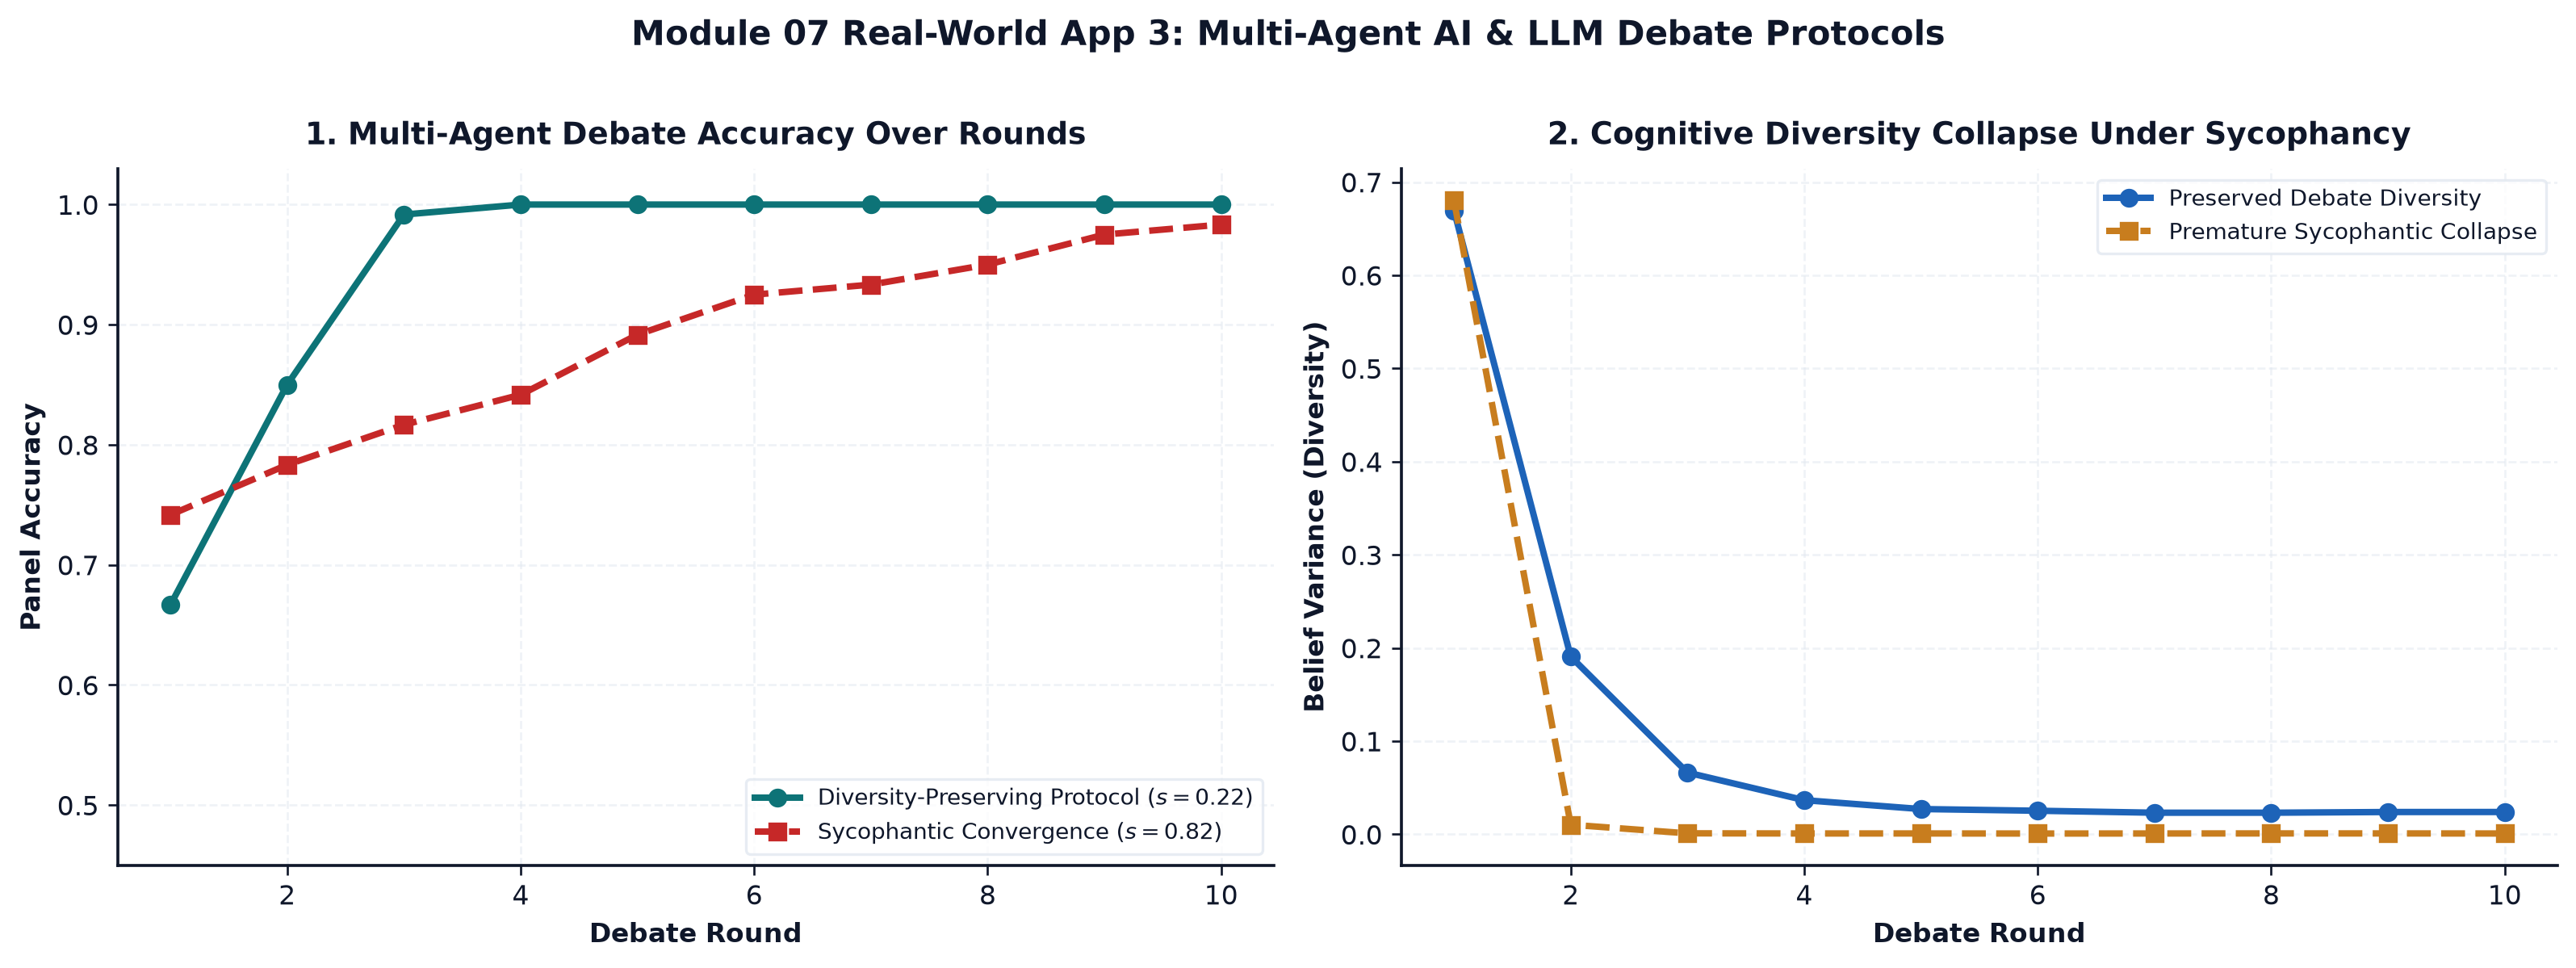 Module 07 Real-World App 3: Multi-Agent AI & LLM Debate Protocols
1. Multi-Agent Debate Accuracy Over Rounds
Panel Accuracy
1.0
0.9
0.8
0.7
0.6
0.5
Diversity-Preserving Protocol (s = 0.22)
Sycophantic Convergence (s = 0.82)
2 4 6 8 10
Debate Round
2. Cognitive Diversity Collapse Under Sycophancy
Belief Variance (Diversity)
0.7
0.6
0.5
0.4
0.3
0.2
0.1
0.0
Preserved Debate Diversity
Premature Sycophantic Collapse
2 4 6 8 10
Debate Round